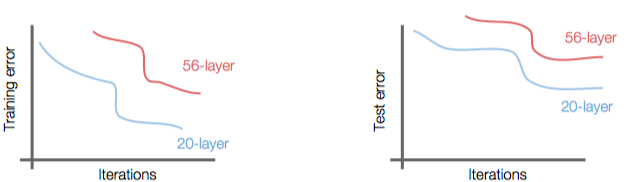 Training error
56-layer
20-layer
Iterations
Test error
56-layer
20-layer
Iterations